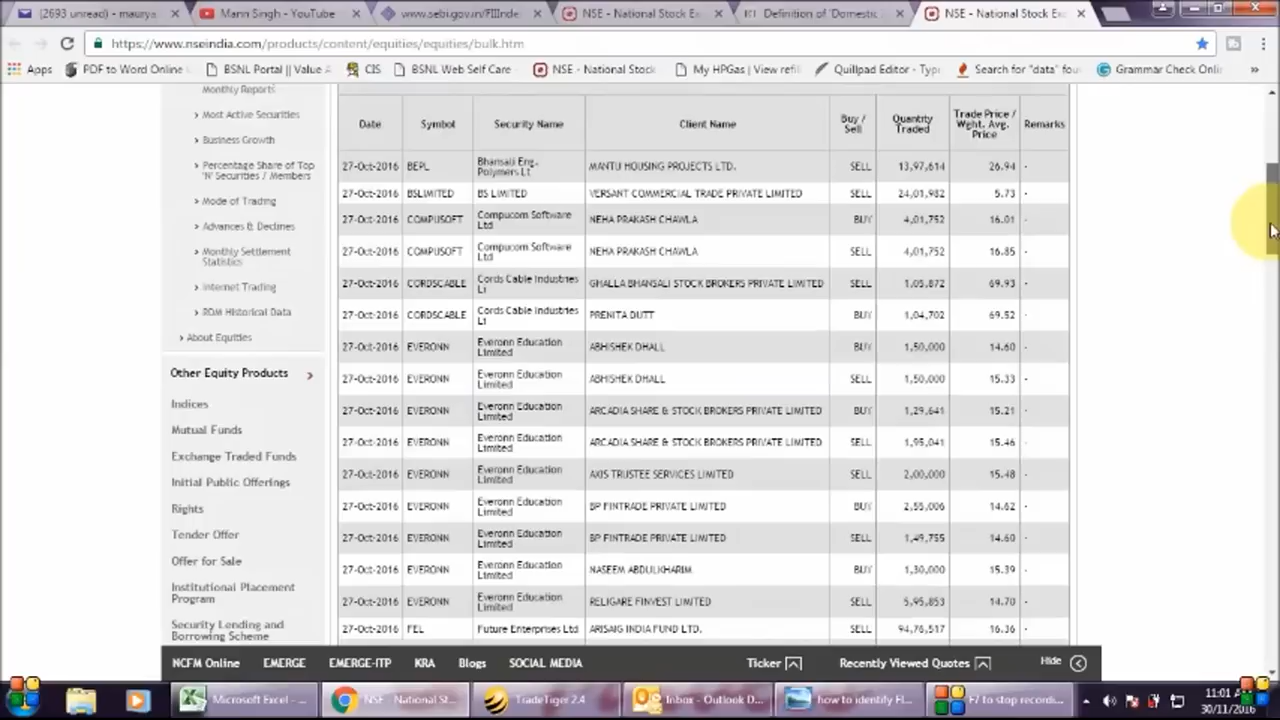 (2693 unread) - maurya
Mann Singh - YouTube
www.sebi.gov.in/FIIInde
NSE - National Stock Ex
Definition of 'Domestic
NSE - National Stock Ex
https://www.nseindia.com/products/content/equities/equities/bulk.htm
Apps
PDF to Word Online
BSNL Portal || Value A
CIS
BSNL Web Self Care
NSE - National Stock
My HPGas | View refil
Quillpad Editor - Typ
Search for "data" fou
Grammar Check Onli
»
Monthly Reports
Most Active Securities
Business Growth
Percentage Share of Top
'N' Securities / Members
Mode of Trading
Advances & Declines
Monthly Settlement
Statistics
Internet Trading
RDM Historical Data
About Equities
Other Equity Products
Indices
Mutual Funds
Exchange Traded Funds
Initial Public Offerings
Rights
Tender Offer
Offer for Sale
Institutional Placement
Program
Security Lending and
Borrowing Scheme
Date Symbol Security Name Client Name Buy / Sell Quantity Traded Trade Price / Wght. Avg. Price Remarks
27-Oct-2016 BEPL Bhansali Eng. Polymers Lt MANTU HOUSING PROJECTS LTD. SELL 13,97,614 26.94 -
27-Oct-2016 BSLIMITED BS LIMITED VERSANT COMMERCIAL TRADE PRIVATE LIMITED SELL 24,01,982 5.73 -
27-Oct-2016 COMPUSOFT Compucom Software Ltd NEHA PRAKASH CHAWLA BUY 4,01,752 16.01 -
27-Oct-2016 COMPUSOFT Compucom Software Ltd NEHA PRAKASH CHAWLA SELL 4,01,752 16.85 -
27-Oct-2016 CORDSCABLE Cords Cable Industries Lt GHALLA BHANSALI STOCK BROKERS PRIVATE LIMITED SELL 1,05,872 69.93 -
27-Oct-2016 CORDSCABLE Cords Cable Industries Lt PRENITA DUTT BUY 1,04,702 69.52 -
27-Oct-2016 EVERONN Everonn Education Limited ABHISHEK DHALL BUY 1,50,000 14.60 -
27-Oct-2016 EVERONN Everonn Education Limited ABHISHEK DHALL SELL 1,50,000 15.33 -
27-Oct-2016 EVERONN Everonn Education Limited ARCADIA SHARE & STOCK BROKERS PRIVATE LIMITED BUY 1,29,641 15.21 -
27-Oct-2016 EVERONN Everonn Education Limited ARCADIA SHARE & STOCK BROKERS PRIVATE LIMITED SELL 1,95,041 15.46 -
27-Oct-2016 EVERONN Everonn Education Limited AXIS TRUSTEE SERVICES LIMITED SELL 2,00,000 15.48 -
27-Oct-2016 EVERONN Everonn Education Limited BP FINTRADE PRIVATE LIMITED BUY 2,55,006 14.62 -
27-Oct-2016 EVERONN Everonn Education Limited BP FINTRADE PRIVATE LIMITED SELL 1,49,755 14.60 -
27-Oct-2016 EVERONN Everonn Education Limited NASEEM ABDULKHARIM. BUY 1,30,000 15.39 -
27-Oct-2016 EVERONN Everonn Education Limited RELIGARE FINVEST LIMITED SELL 5,95,853 14.70 -
27-Oct-2016 FEL Future Enterprises Ltd ARISAIG INDIA FUND LTD. SELL 94,76,517 16.36 -
NCFM Online EMERGE EMERGE-ITP KRA Blogs SOCIAL MEDIA Ticker Recently Viewed Quotes Hide
Microsoft Excel - ...
NSE - National St...
TradeTiger 2.4
Inbox - Outlook D...
how to identify FI...
F7 to stop recordi...
11:01 AM
30/11/2016